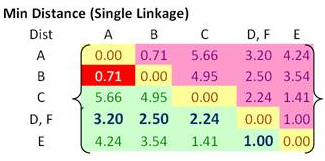 Min Distance (Single Linkage)
Dist A B C D, F E
A 0.00 0.71 5.66 3.20 4.24
B 0.71 0.00 4.95 2.50 3.54
C 5.66 4.95 0.00 2.24 1.41
D, F 3.20 2.50 2.24 0.00 1.00
E 4.24 3.54 1.41 1.00 0.00